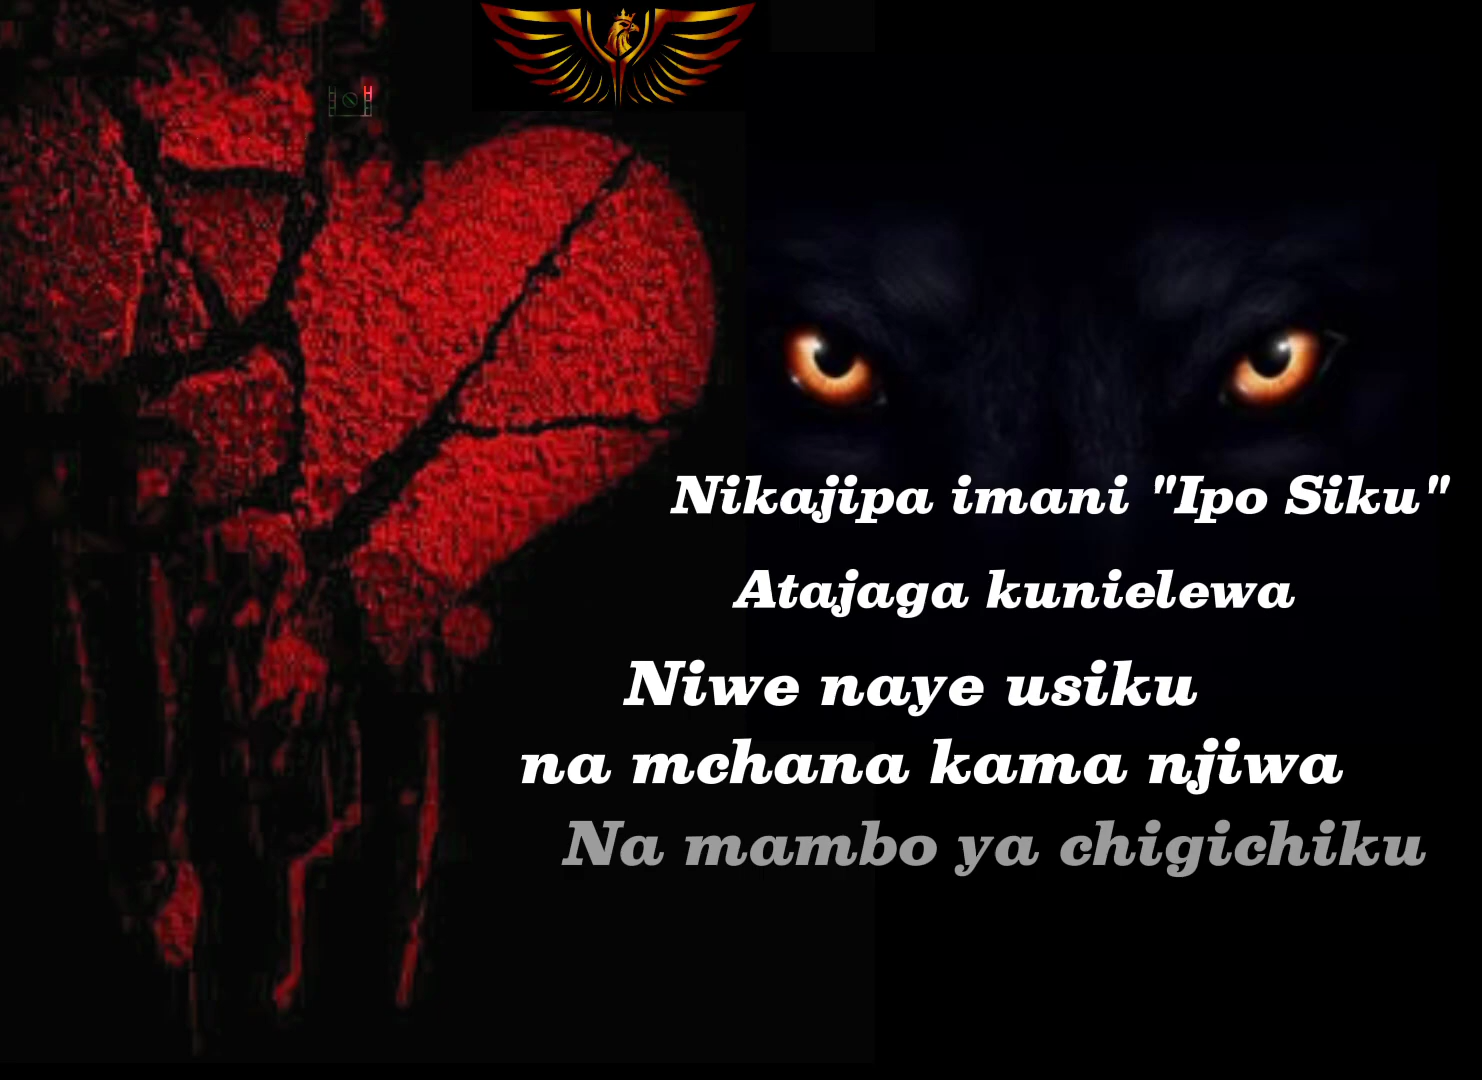 Nikajipa imani "Ipo Siku"
Atajaga kunielewa
Niwe naye usiku
na mchana kama njiwa
Na mambo ya chigichiku